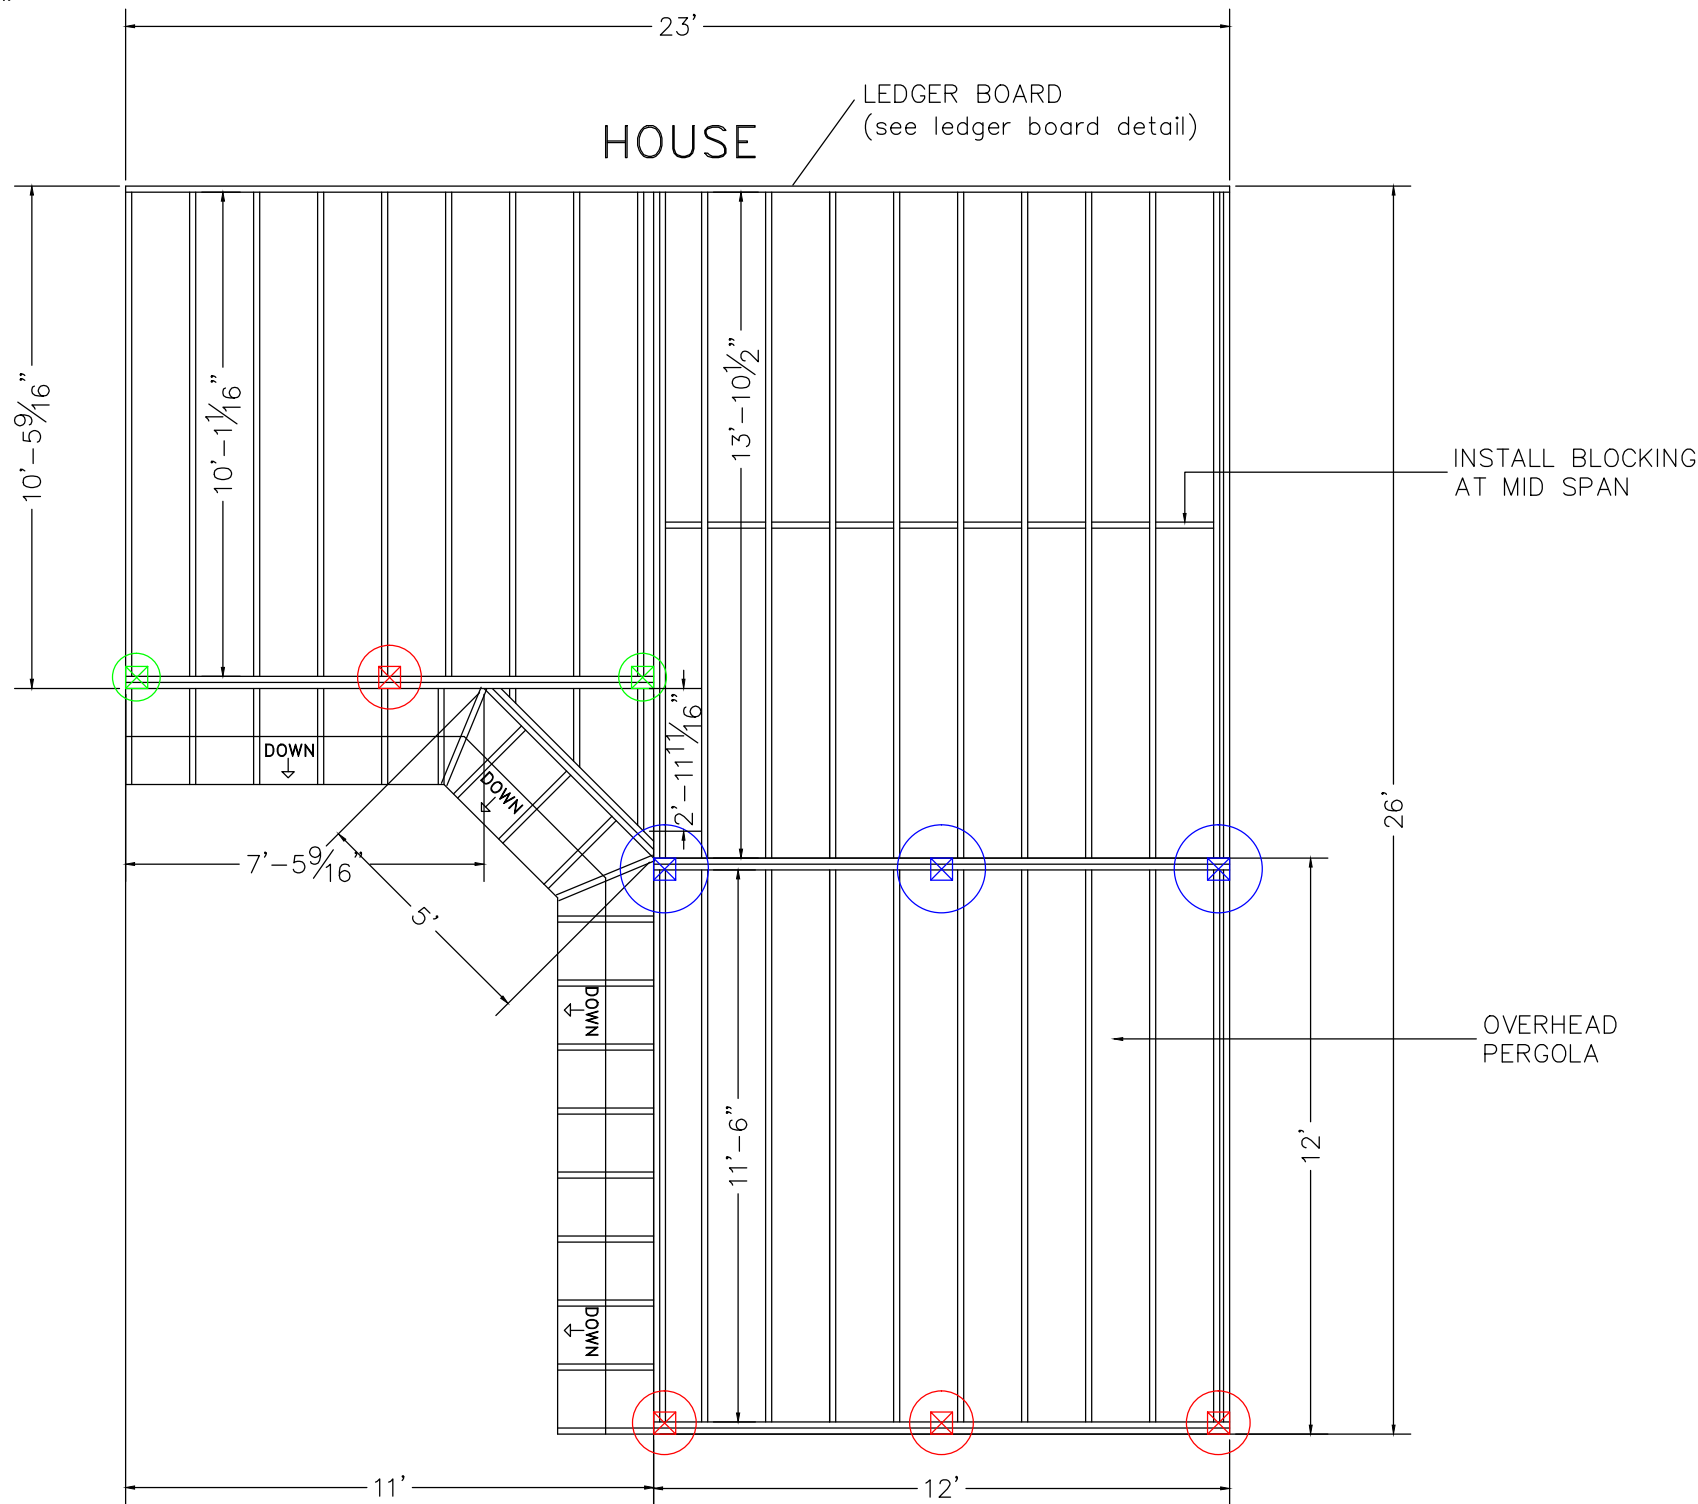 23'
LEDGER BOARD
(see ledger board detail)
HOUSE
10'-5 9/16"
10'-1 1/16"
13'-10 1/2"
INSTALL BLOCKING
AT MID SPAN
2'-11 11/16"
DOWN
DOWN
7'-5 9/16"
5'
26'
DOWN
OVERHEAD
PERGOLA
11'-6"
12'
DOWN
11'
12'